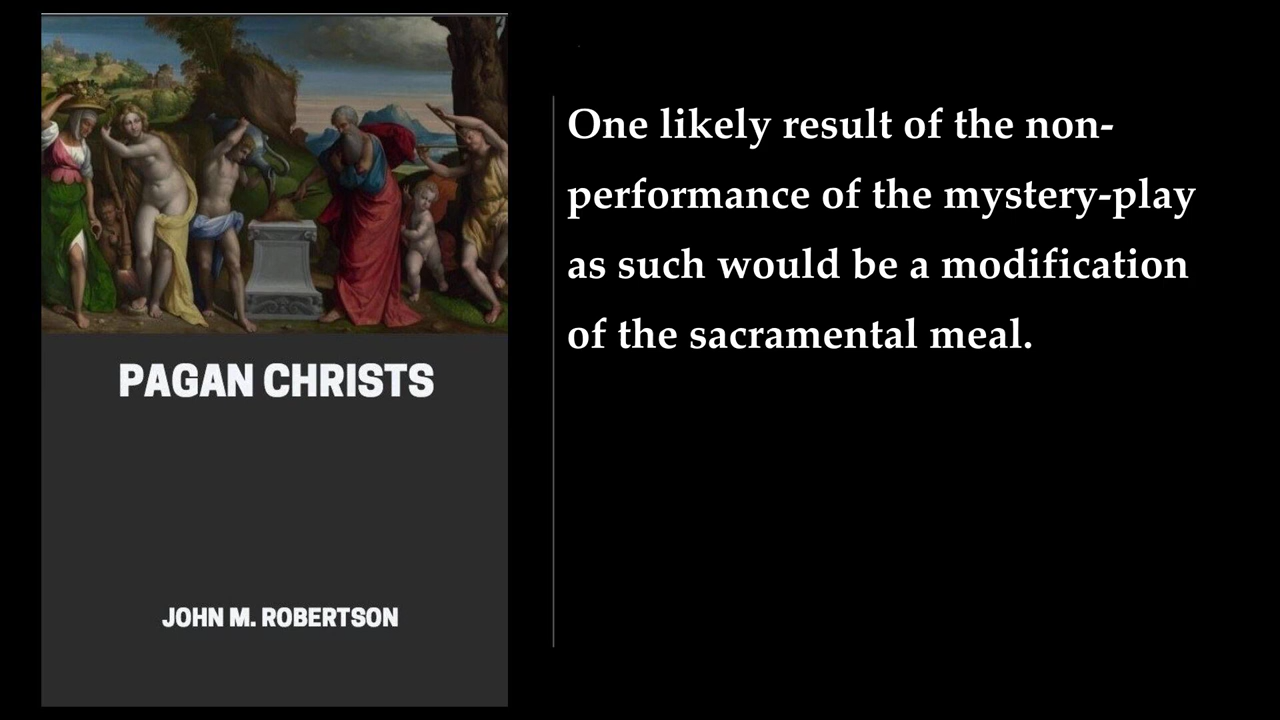 PAGAN CHRISTS
JOHN M. ROBERTSON
One likely result of the non-
performance of the mystery-play
as such would be a modification
of the sacramental meal.